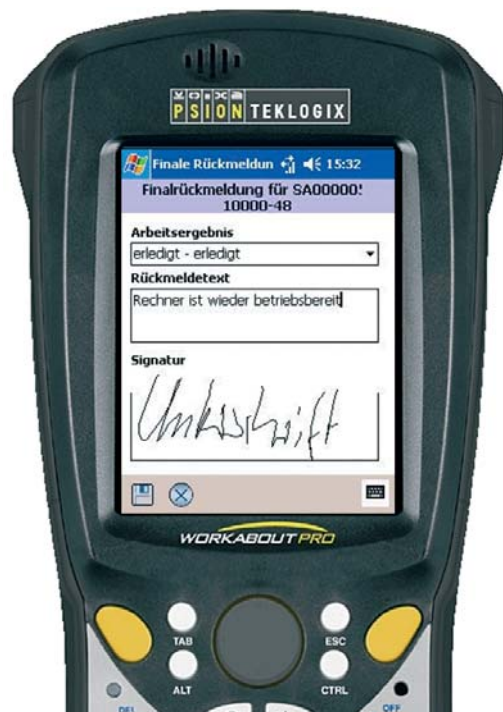 PSION TEKLOGIX
Finale Rückmeldun 15:32
Finalrückmeldung für SA000005
10000-48
Arbeitsergebnis
erledigt - erledigt
Rückmeldetext
Rechner ist wieder betriebsbereit
Signatur
Unterschrift
WORKABOUT PRO
TAB
ESC
ALT
CTRL
DEL
OFF